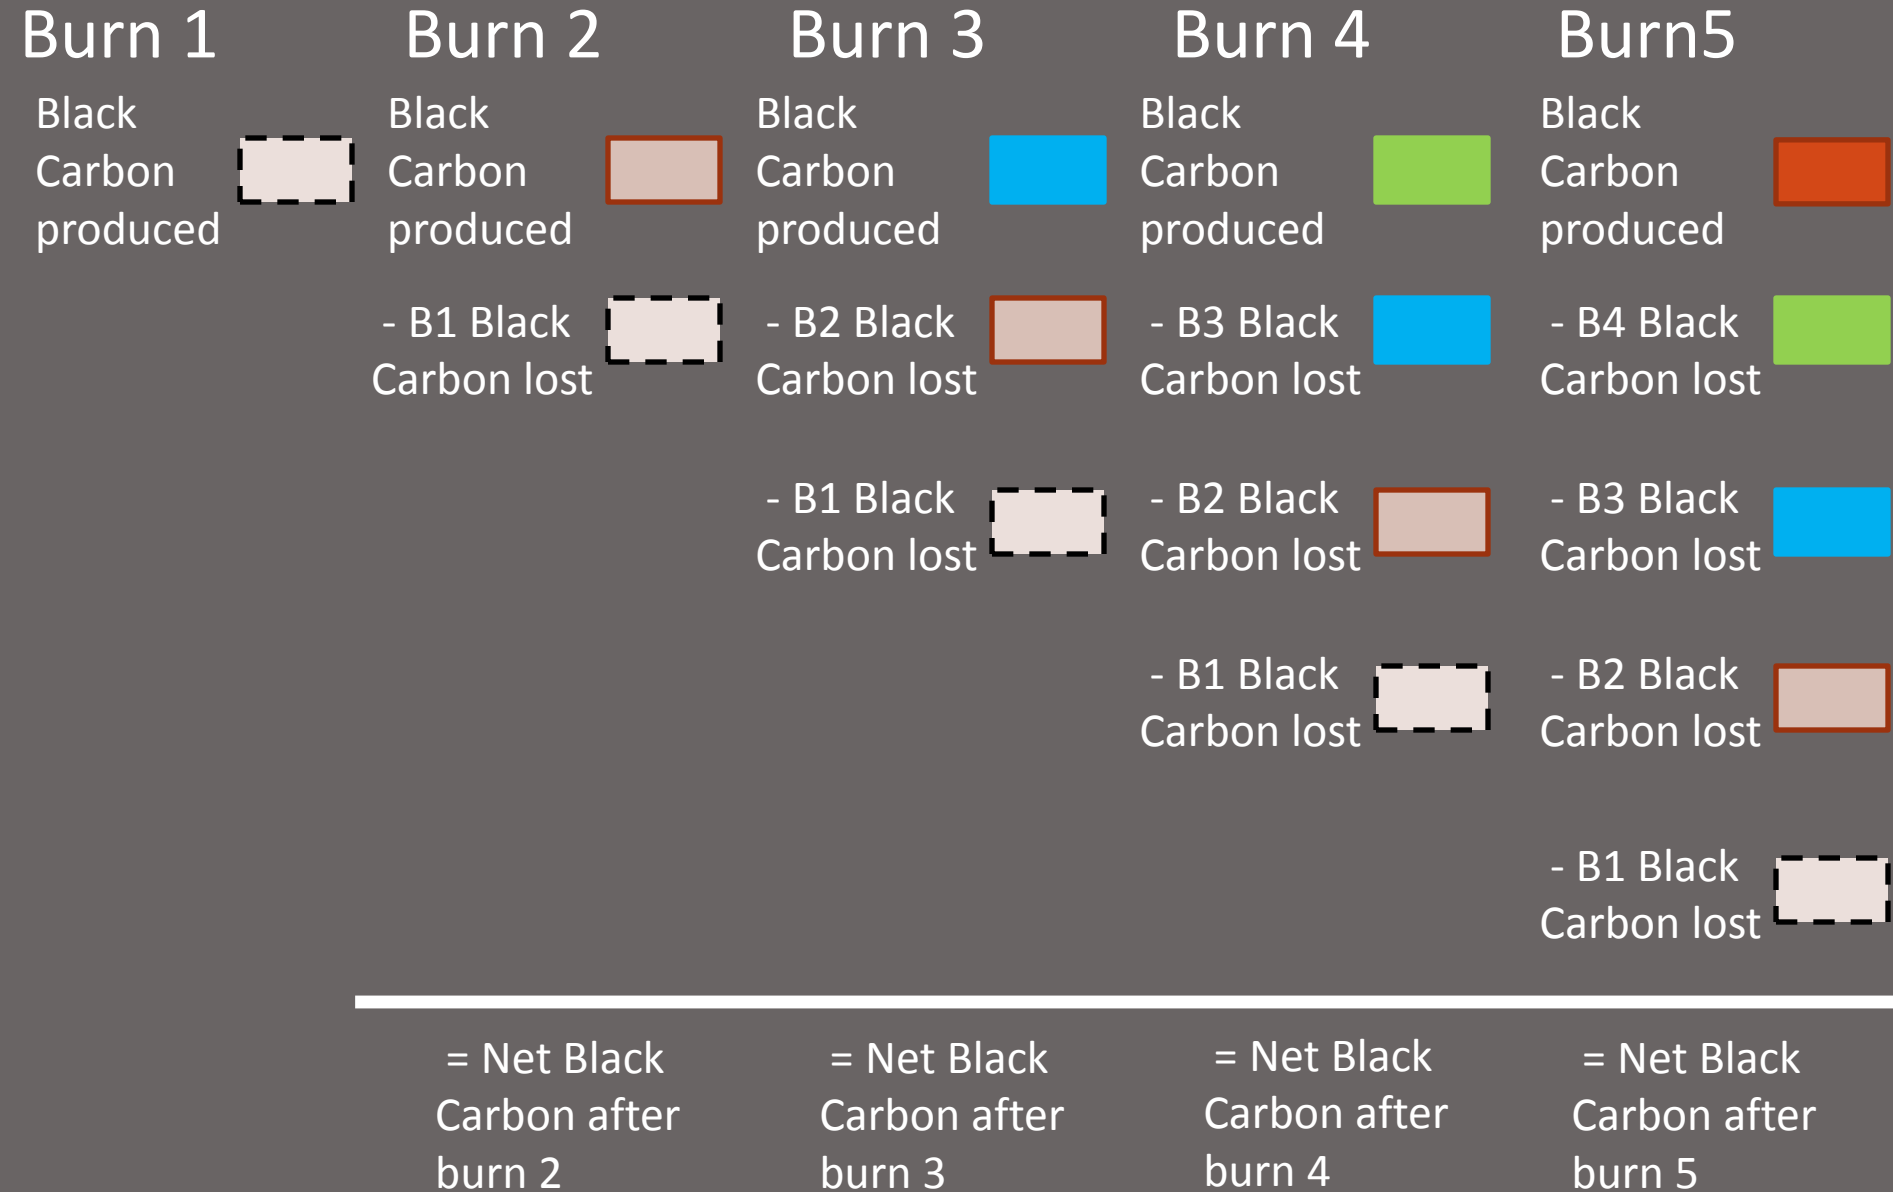 Burn 1
Black
Carbon
produced
Burn 2
Black
Carbon
produced
- B1 Black
Carbon lost
= Net Black
Carbon after
burn 2
Burn 3
Black
Carbon
produced
- B2 Black
Carbon lost
- B1 Black
Carbon lost
= Net Black
Carbon after
burn 3
Burn 4
Black
Carbon
produced
- B3 Black
Carbon lost
- B2 Black
Carbon lost
- B1 Black
Carbon lost
= Net Black
Carbon after
burn 4
Burn5
Black
Carbon
produced
- B4 Black
Carbon lost
- B3 Black
Carbon lost
- B2 Black
Carbon lost
- B1 Black
Carbon lost
= Net Black
Carbon after
burn 5